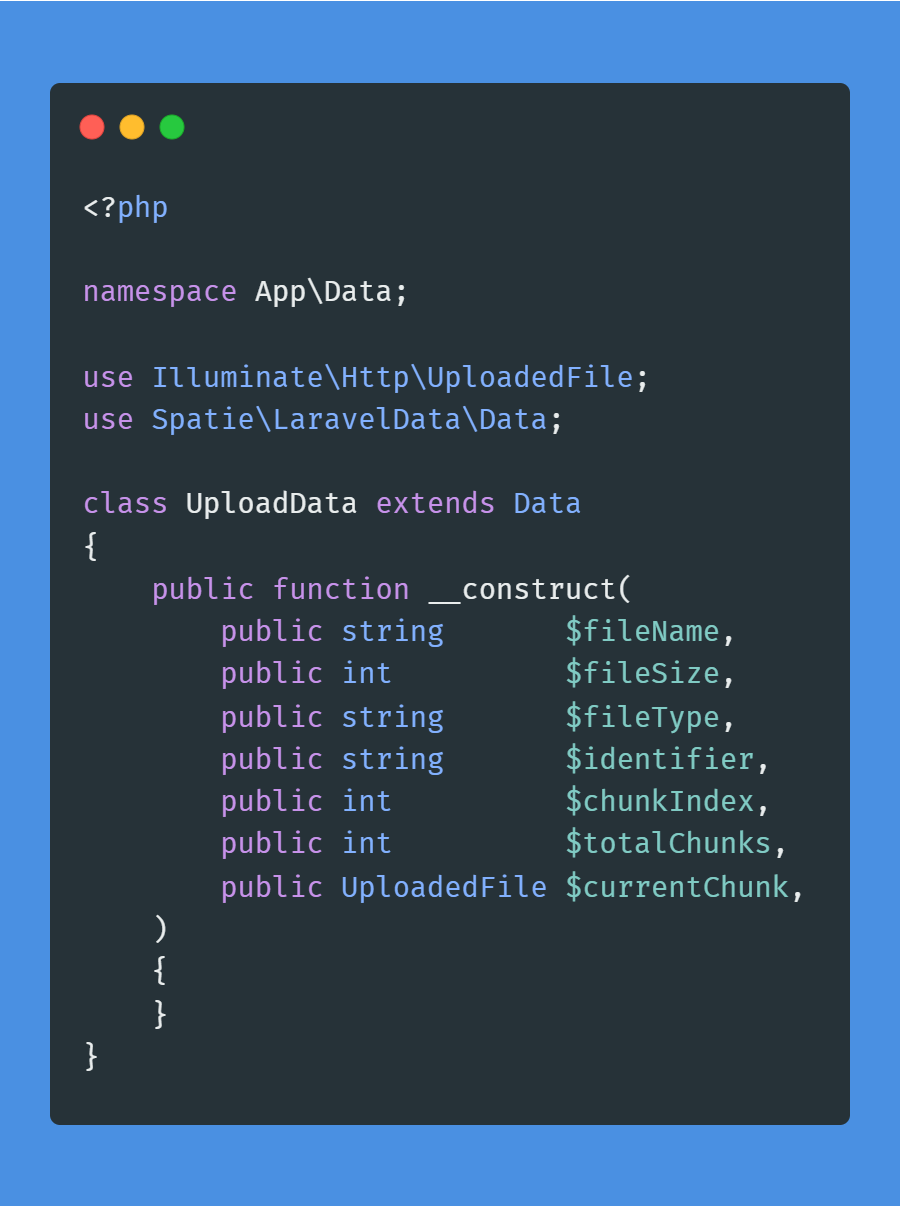 <?php

namespace App\Data;

use Illuminate\Http\UploadedFile;
use Spatie\LaravelData\Data;

class UploadData extends Data
{
    public function __construct(
        public string       $fileName,
        public int          $fileSize,
        public string       $fileType,
        public string       $identifier,
        public int          $chunkIndex,
        public int          $totalChunks,
        public UploadedFile $currentChunk,
    )
    {
    }
}